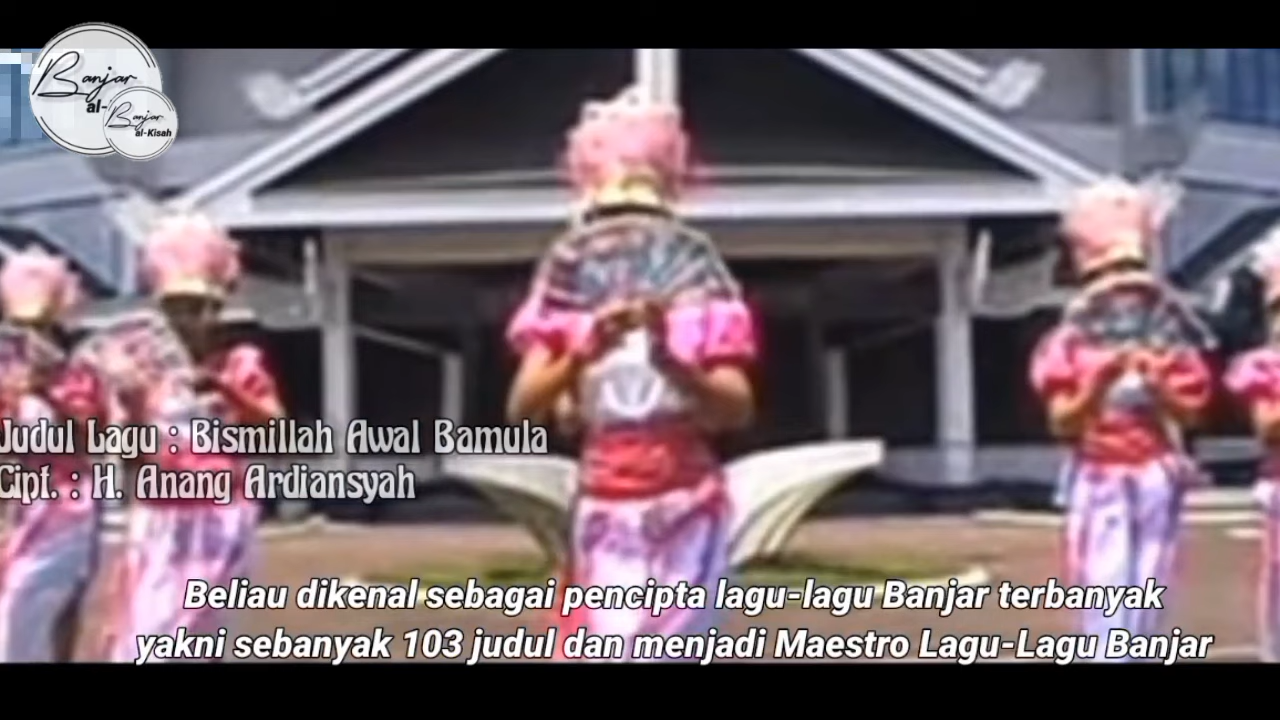 Banjar
al-
Banjar
al-Kisah
Judul Lagu : Bismillah Awal Bamula
Cipt. : H. Anang Ardiansyah
Beliau dikenal sebagai pencipta lagu-lagu Banjar terbanyak
yakni sebanyak 103 judul dan menjadi Maestro Lagu-Lagu Banjar